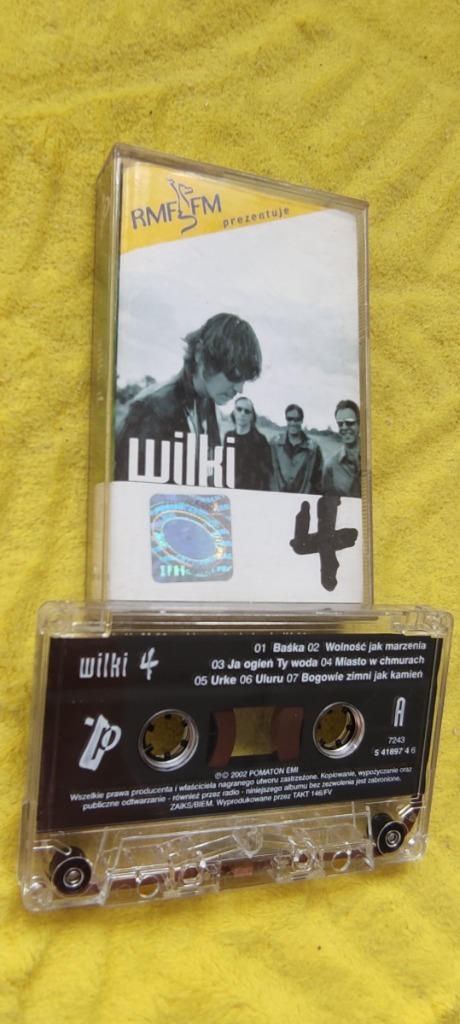 RMF FM
prezentuje
wilki
4
wilki 4
01 Baśka 02 Wolność jak marzenia
03 Ja ogień Ty woda 04 Miasto w chmurach
05 Urke 06 Uluru 07 Bogowie zimni jak kamień
A
7243
S 41897 4 6
℗© 2002 POMATON EMI
Wszelkie prawa producenta i właściciela nagranego utworu zastrzeżone. Kopiowanie, wypożyczanie oraz
publiczne odtwarzanie - również przez radio - niniejszego albumu bez zezwolenia jest zabronione.
ZAIKS/BIEM. Wyprodukowane przez TAKT 146/FV